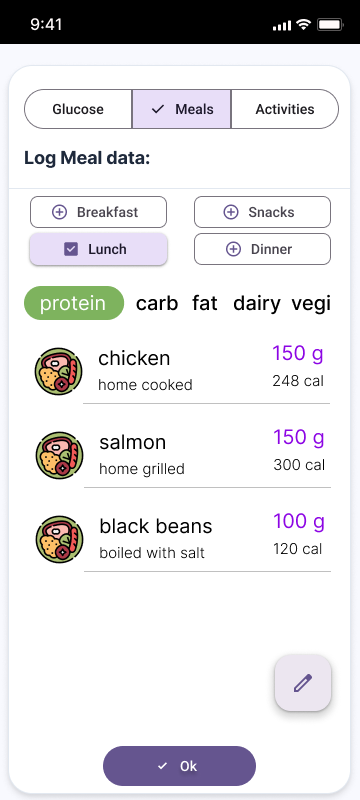 9:41
Glucose Meals Activities
Log Meal data:
Breakfast Snacks
Lunch Dinner
protein carb fat dairy vegi
chicken 150 g
home cooked 248 cal
salmon 150 g
home grilled 300 cal
black beans 100 g
boiled with salt 120 cal
Ok